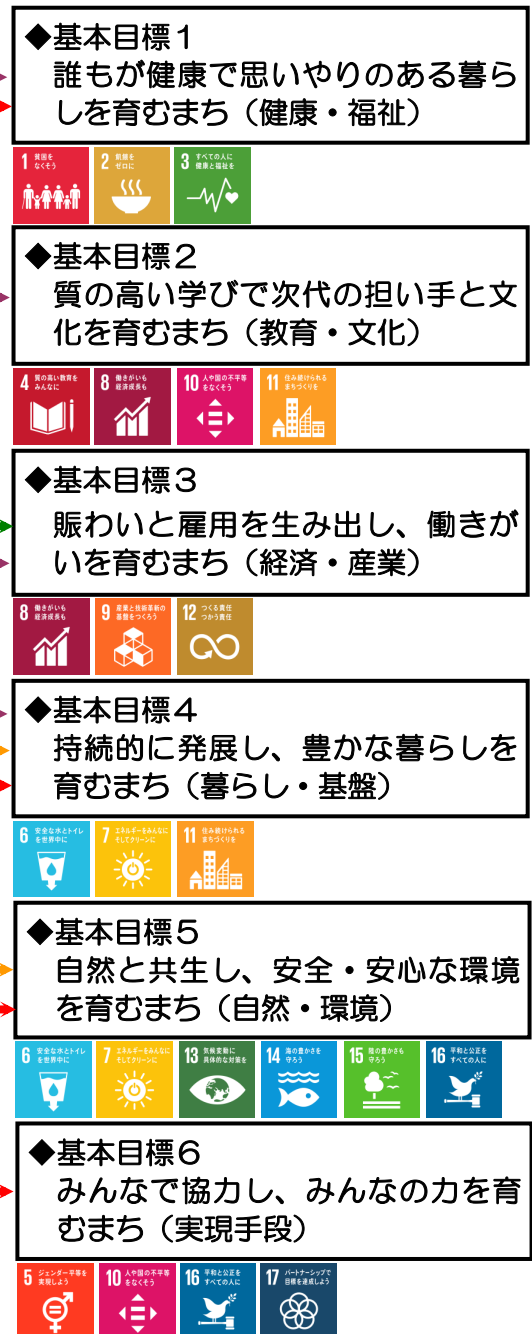 ◆基本目標1
誰もが健康で思いやりのある暮ら
しを育むまち（健康・福祉）
1 貧困を
なくそう
2 飢餓を
ゼロに
3 すべての人に
健康と福祉を
◆基本目標2
質の高い学びで次代の担い手と文
化を育むまち（教育・文化）
4 質の高い教育を
みんなに
8 働きがいも
経済成長も
10 人や国の不平等
をなくそう
11 住み続けられる
まちづくりを
◆基本目標3
賑わいと雇用を生み出し、働きが
いを育むまち（経済・産業）
8 働きがいも
経済成長も
9 産業と技術革新の
基盤をつくろう
12 つくる責任
つかう責任
◆基本目標4
持続的に発展し、豊かな暮らしを
育むまち（暮らし・基盤）
6 安全な水とトイレ
を世界中に
7 エネルギーをみんなに
そしてクリーンに
11 住み続けられる
まちづくりを
◆基本目標5
自然と共生し、安全・安心な環境
を育むまち（自然・環境）
6 安全な水とトイレ
を世界中に
7 エネルギーをみんなに
そしてクリーンに
13 気候変動に
具体的な対策を
14 海の豊かさを
守ろう
15 陸の豊かさも
守ろう
16 平和と公正を
すべての人に
◆基本目標6
みんなで協力し、みんなの力を育
むまち（実現手段）
5 ジェンダー平等を
実現しよう
10 人や国の不平等
をなくそう
16 平和と公正を
すべての人に
17 パートナーシップで
目標を達成しよう